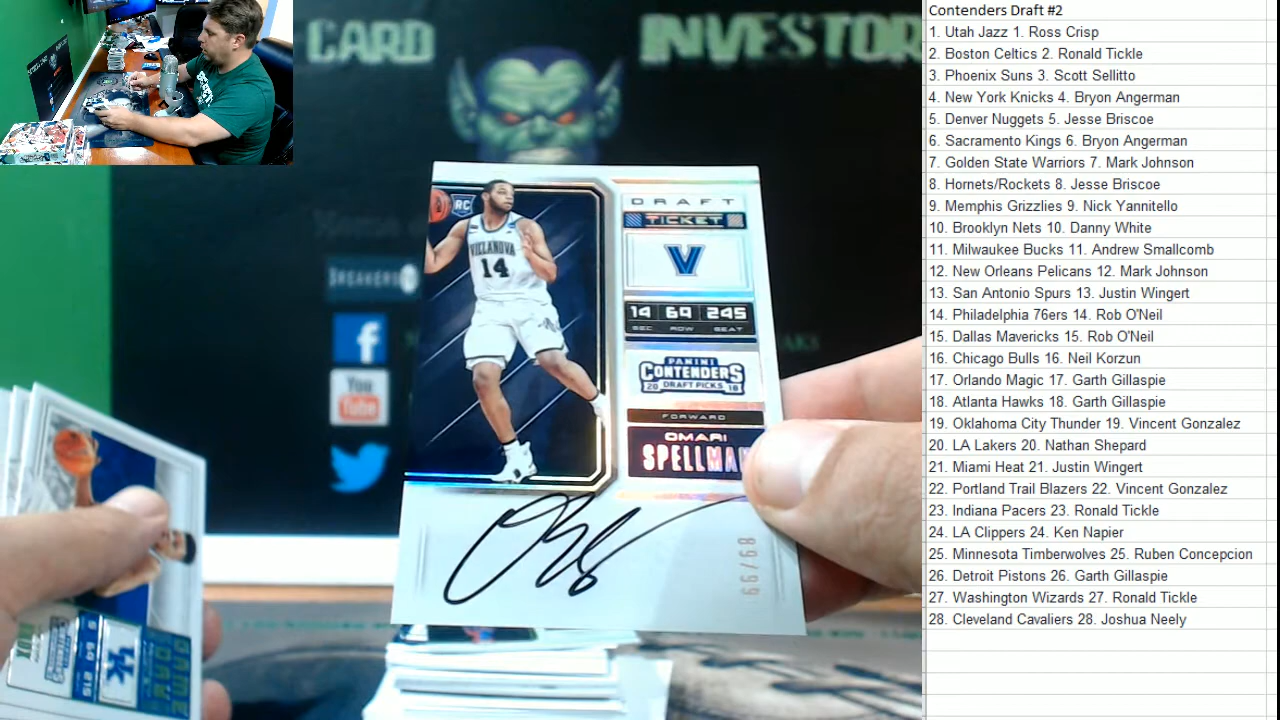 CARD INVESTOR
BREAKERS
f
You
Tube
RC
VILLANOVA
14
DRAFT
TICKET
V
14 69 245
SEC ROW SEAT
PANINI
CONTENDERS
20 DRAFT PICKS 18
FORWARD
OMARI
SPELLMAN
89/99
GAME
DAY
UK
Contenders Draft #2
1. Utah Jazz 1. Ross Crisp
2. Boston Celtics 2. Ronald Tickle
3. Phoenix Suns 3. Scott Sellitto
4. New York Knicks 4. Bryon Angerman
5. Denver Nuggets 5. Jesse Briscoe
6. Sacramento Kings 6. Bryon Angerman
7. Golden State Warriors 7. Mark Johnson
8. Hornets/Rockets 8. Jesse Briscoe
9. Memphis Grizzlies 9. Nick Yannitello
10. Brooklyn Nets 10. Danny White
11. Milwaukee Bucks 11. Andrew Smallcomb
12. New Orleans Pelicans 12. Mark Johnson
13. San Antonio Spurs 13. Justin Wingert
14. Philadelphia 76ers 14. Rob O'Neil
15. Dallas Mavericks 15. Rob O'Neil
16. Chicago Bulls 16. Neil Korzun
17. Orlando Magic 17. Garth Gillaspie
18. Atlanta Hawks 18. Garth Gillaspie
19. Oklahoma City Thunder 19. Vincent Gonzalez
20. LA Lakers 20. Nathan Shepard
21. Miami Heat 21. Justin Wingert
22. Portland Trail Blazers 22. Vincent Gonzalez
23. Indiana Pacers 23. Ronald Tickle
24. LA Clippers 24. Ken Napier
25. Minnesota Timberwolves 25. Ruben Concepcion
26. Detroit Pistons 26. Garth Gillaspie
27. Washington Wizards 27. Ronald Tickle
28. Cleveland Cavaliers 28. Joshua Neely